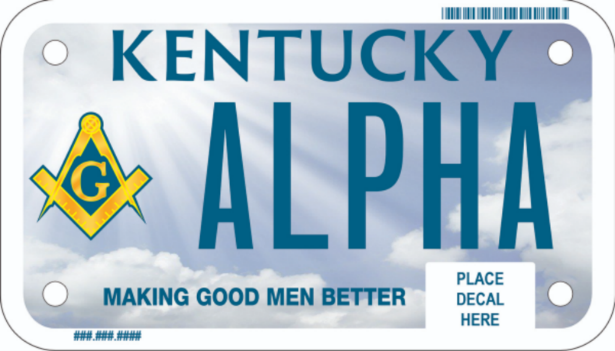 KENTUCKY
G
ALPHA
MAKING GOOD MEN BETTER
PLACE
DECAL
HERE
###.###.####